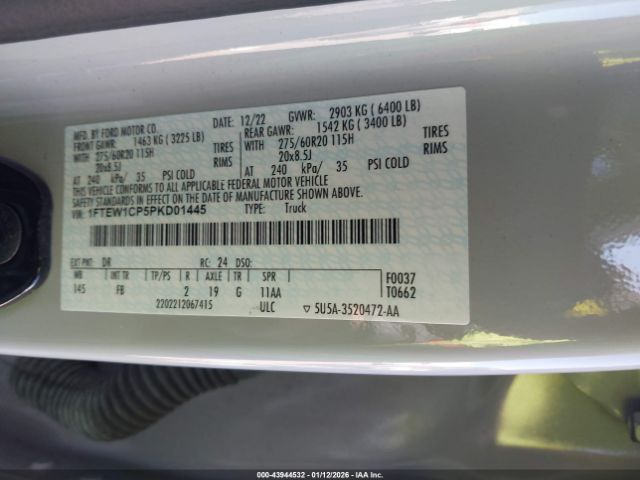 MFD. BY FORD MOTOR CO. DATE: 12/22 GVWR: 2903 KG ( 6400 LB)
FRONT GAWR: 1463 KG ( 3225 LB) REAR GAWR: 1542 KG ( 3400 LB)
WITH 275/60R20 115H TIRES WITH 275/60R20 115H TIRES
20x8.5J RIMS 20x8.5J RIMS
AT 240 kPa/ 35 PSI COLD AT 240 kPa/ 35 PSI COLD
THIS VEHICLE CONFORMS TO ALL APPLICABLE FEDERAL MOTOR VEHICLE
SAFETY STANDARDS IN EFFECT ON THE DATE OF MANUFACTURE SHOWN ABOVE.
VIN: 1FTEW1CP5PKD01445 TYPE: Truck
EXT PNT: DR RC: 24 DSO:
WB INT TR TP/PS R AXLE TR SPR F0037
145 FB 2 19 G 11AA T0662
2202212067415 ULC ▽ 5U5A-3520472-AA
000-43944532 - 01/12/2026 - IAAI.COM